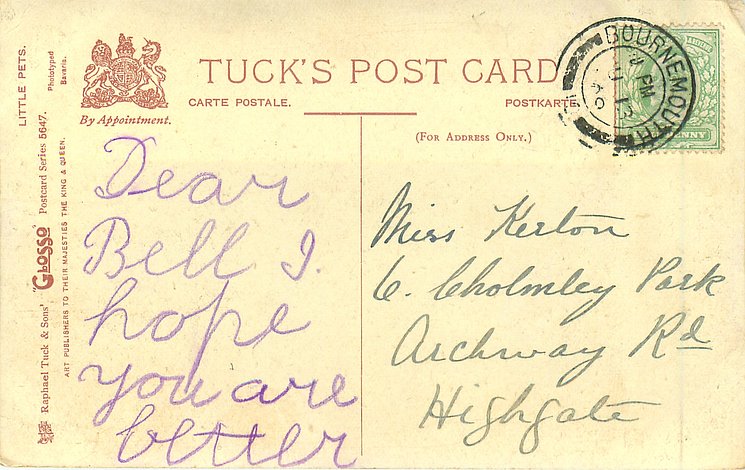 TUCK'S POST CARD
CARTE POSTALE.
POSTKARTE
By Appointment.
(FOR ADDRESS ONLY.)
LITTLE PETS.
Phototyped
Bavaria.
Raphael Tuck & Sons' "GLOSSO" Postcard Series 5647.
ART PUBLISHERS TO THEIR MAJESTIES THE KING & QUEEN.
BOURNEMOUTH
PM
NNY
Dear
Bell I.
hope
you are
better
Miss Kerton
6. Cholmley Park
Archway Rd
Highgate